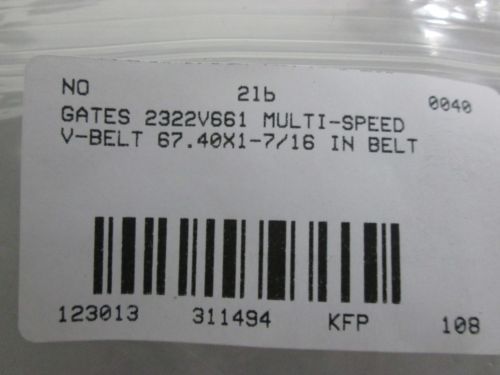 NO 21b 0040
GATES 2322V661 MULTI-SPEED
V-BELT 67.40X1-7/16 IN BELT
123013 311494 KFP 108